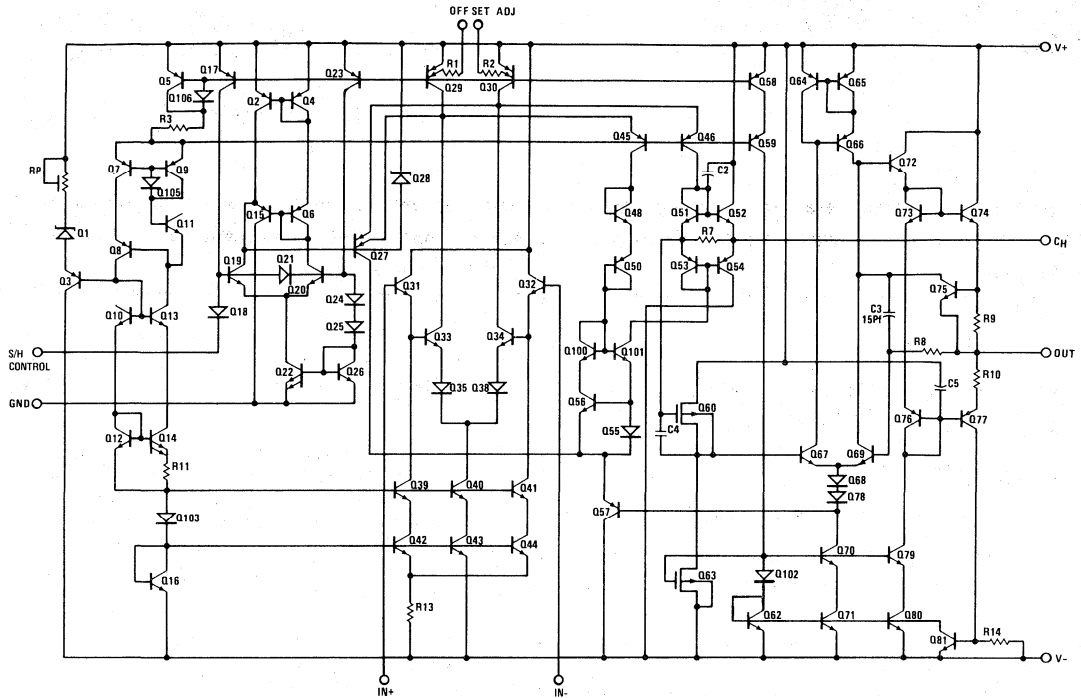 OFF SET ADJ
V+
Q5
Q17
Q106
R3
Q2
Q4
Q23
R1
Q29
R2
Q30
Q58
Q64
Q65
Q66
Q72
RP
Q7
Q9
Q105
Q11
Q28
Q45
Q46
Q59
C2
Q1
Q8
Q15
Q6
Q48
Q51
Q52
Q73
Q74
R7
CH
Q3
Q19
Q21
Q20
Q27
Q50
Q53
Q54
Q31
Q32
Q75
Q10
Q13
Q18
Q24
Q25
Q33
Q34
C3
15Pf
R9
R8
OUT
S/H
CONTROL
Q22
Q26
Q35
Q38
Q100
Q101
R10
C5
GND
Q56
Q60
Q76
Q77
Q12
Q14
Q55
C4
Q67
Q69
R11
Q68
Q78
Q39
Q40
Q41
Q57
Q103
Q42
Q43
Q44
Q70
Q79
Q16
Q63
Q102
R13
Q62
Q71
Q80
Q81
R14
V-
IN+
IN-